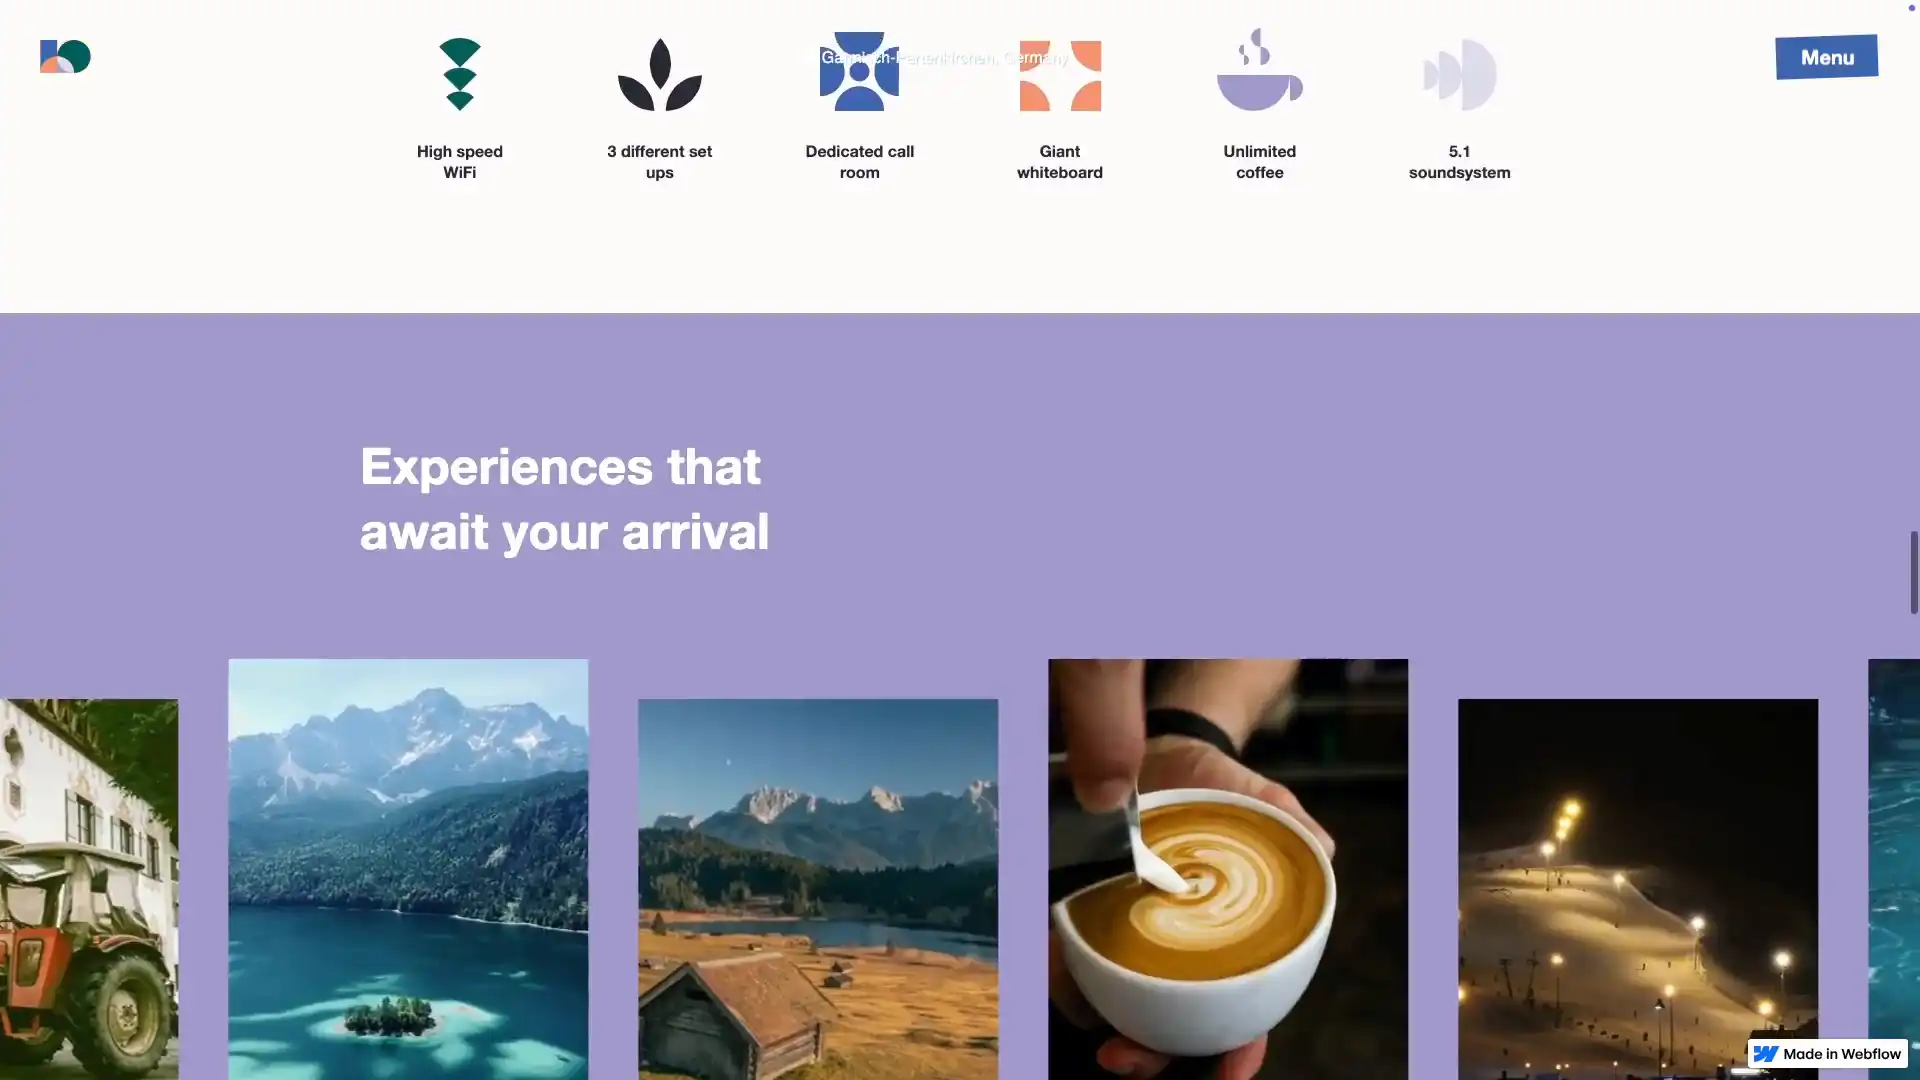 Garmisch-Partenkirchen, Germany
Menu
High speed
WiFi
3 different set
ups
Dedicated call
room
Giant
whiteboard
Unlimited
coffee
5.1
soundsystem
Experiences that
await your arrival
Made in Webflow